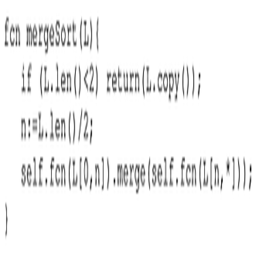 fcn mergeSort(L){
if (L.len()<2) return(L.copy());
n:=L.len()/2;
self.fcn(L[0,n]).merge(self.fcn(L[n,*]));
}